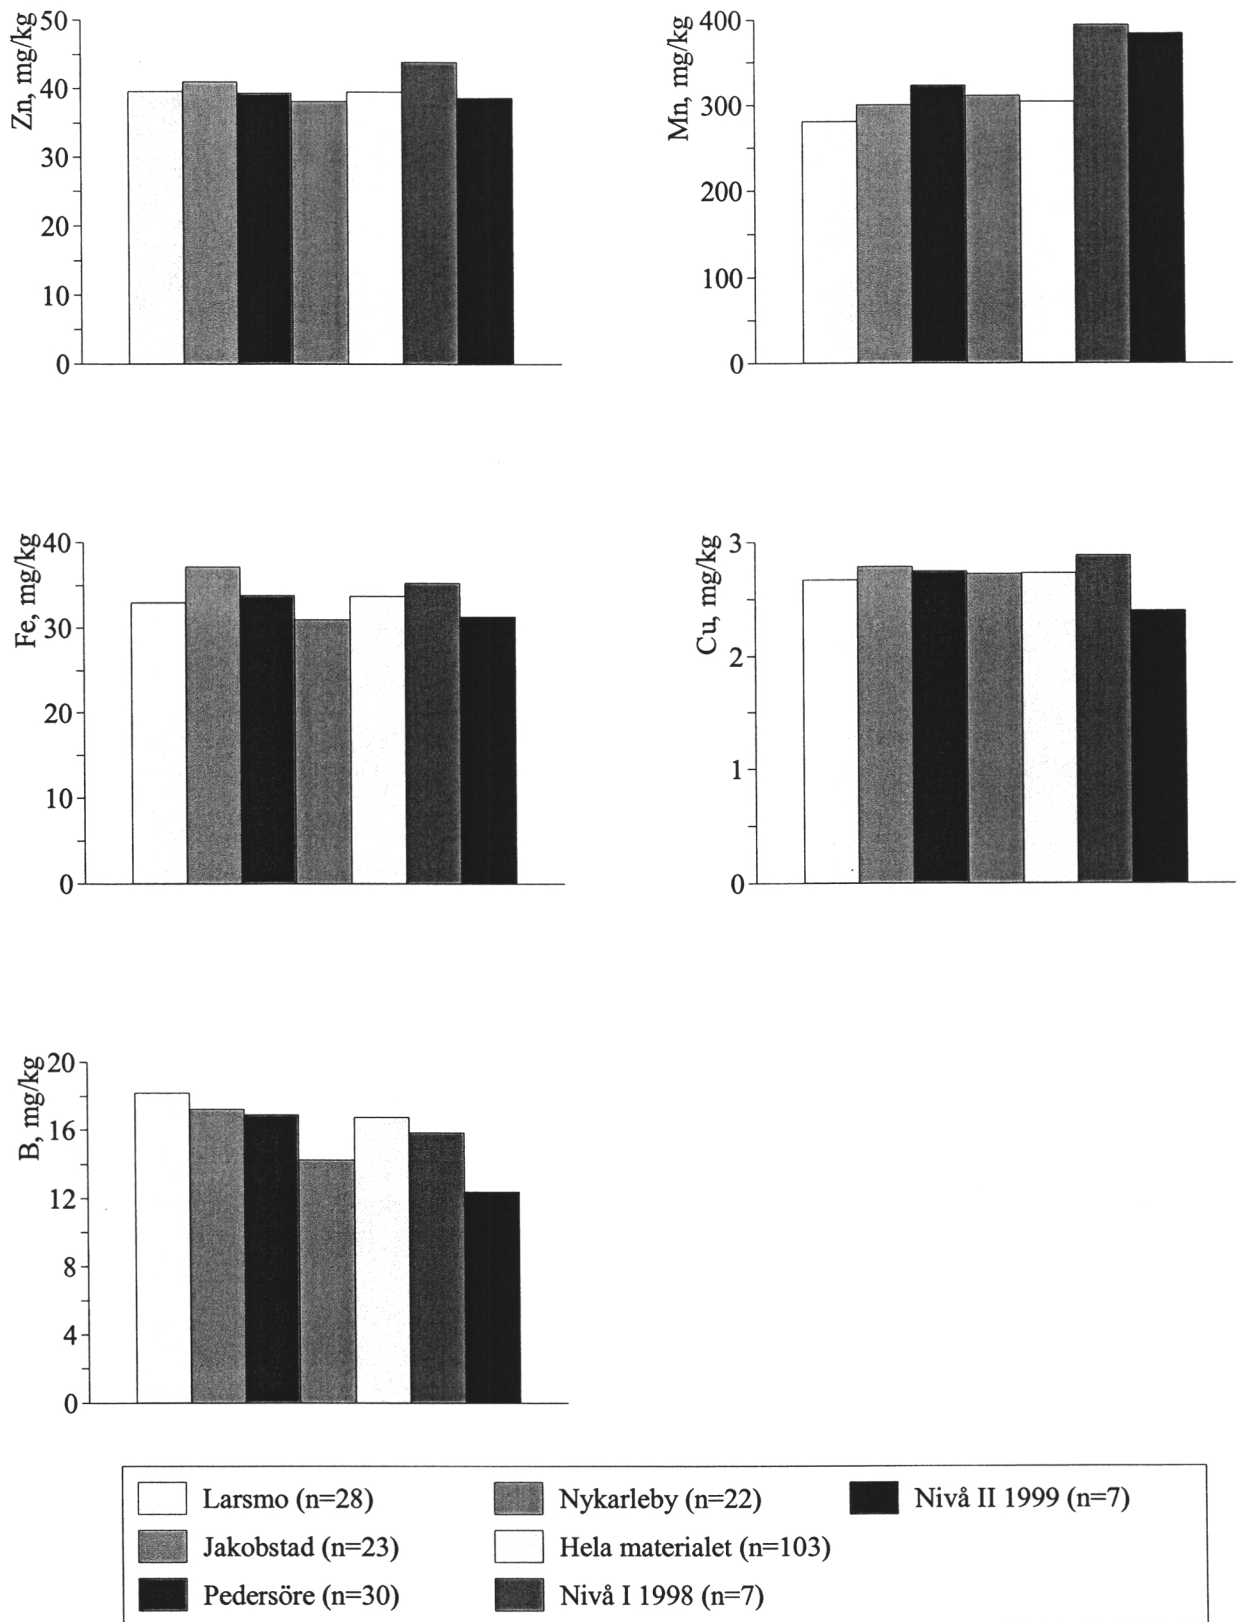 Zn, mg/kg
50
40
30
20
10
0
Mn, mg/kg
400
300
200
100
0
Fe, mg/kg
40
30
20
10
0
Cu, mg/kg
3
2
1
0
B, mg/kg
20
16
12
8
4
0
Larsmo (n=28)
Jakobstad (n=23)
Pedersöre (n=30)
Nykarleby (n=22)
Hela materialet (n=103)
Nivå I 1998 (n=7)
Nivå II 1999 (n=7)